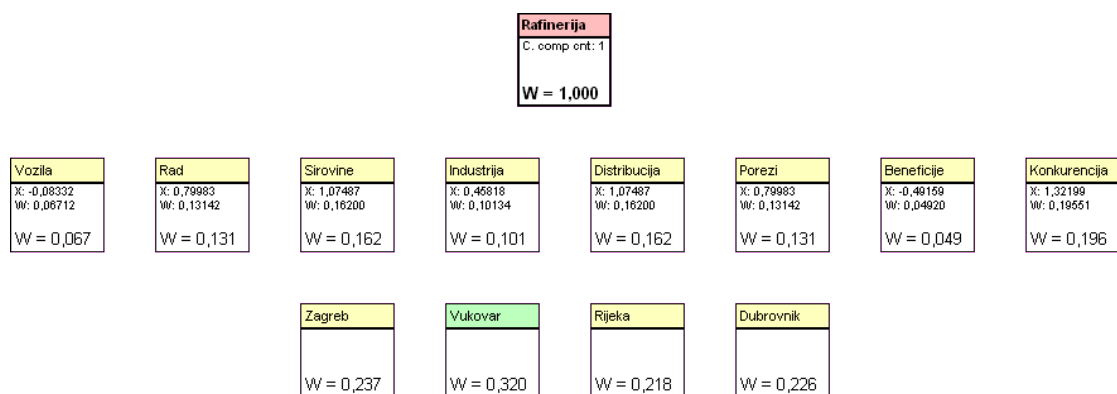 Rafinerija
C. comp cnt: 1
W = 1,000
Vozila
X: -0,08332
W: 0,06712
W = 0,067
Rad
X: 0,79983
W: 0,13142
W = 0,131
Sirovine
X: 1,07487
W: 0,16200
W = 0,162
Industrija
X: 0,45818
W: 0,10134
W = 0,101
Distribucija
X: 1,07487
W: 0,16200
W = 0,162
Porezi
X: 0,79983
W: 0,13142
W = 0,131
Beneficije
X: -0,49159
W: 0,04920
W = 0,049
Konkurencija
X: 1,32199
W: 0,19551
W = 0,196
Zagreb
W = 0,237
Vukovar
W = 0,320
Rijeka
W = 0,218
Dubrovnik
W = 0,226